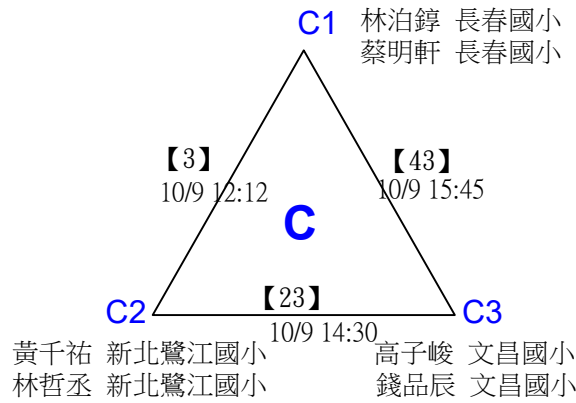 C1
林泊錞 長春國小
蔡明軒 長春國小
【3】
10/9 12:12
【43】
10/9 15:45
C
C2
【23】
10/9 14:30
C3
黃千祐 新北鷺江國小
林哲丞 新北鷺江國小
高子峻 文昌國小
錢品辰 文昌國小